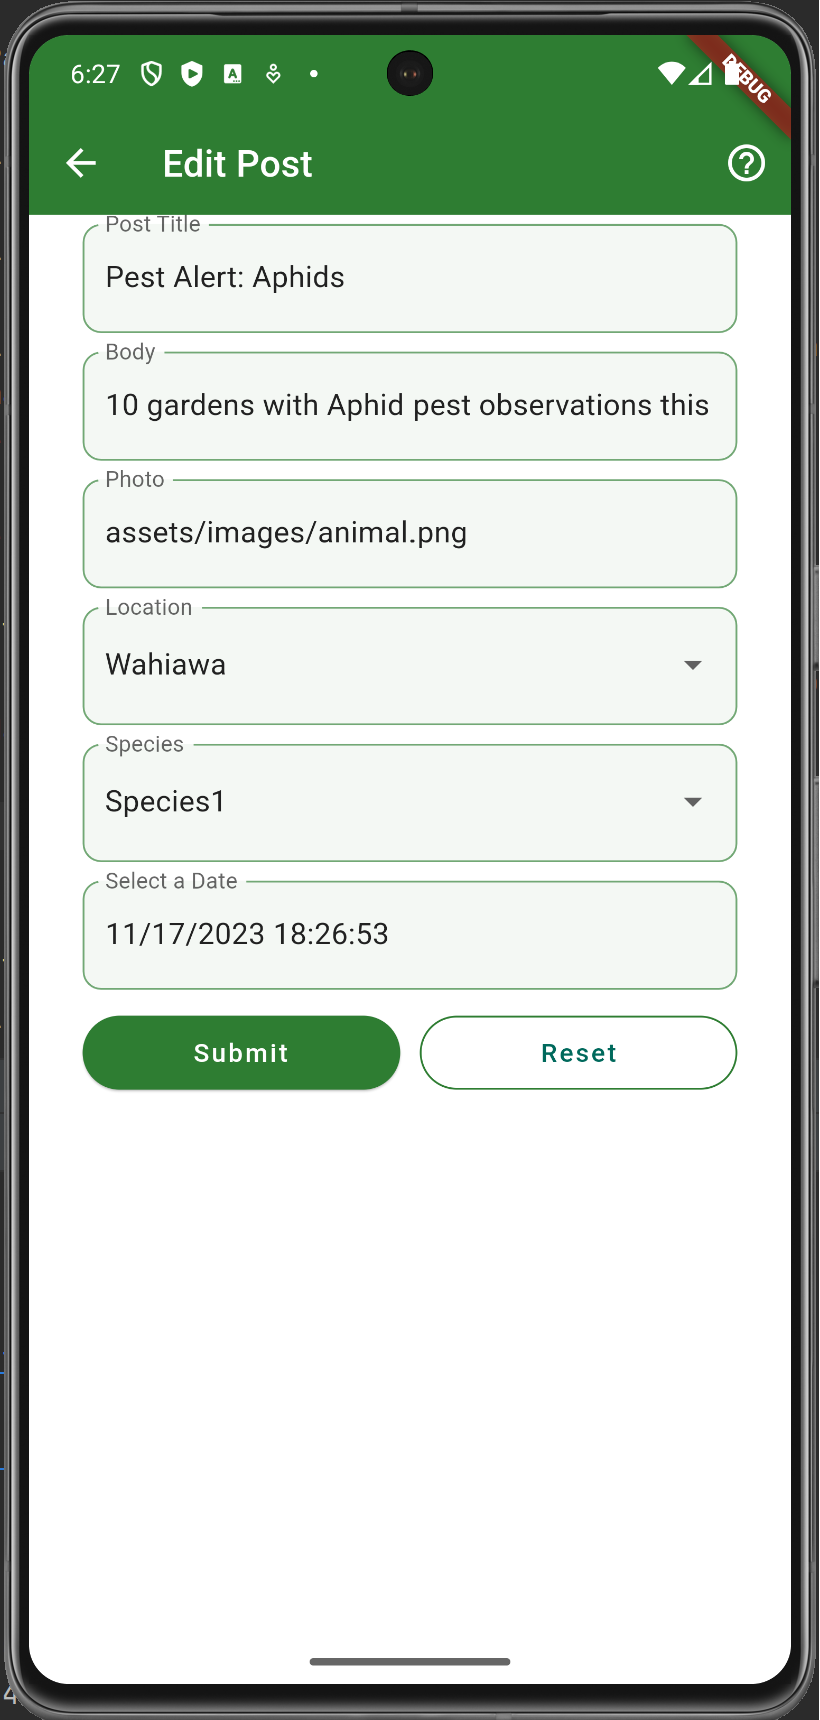 6:27
DEBUG
Edit Post
Post Title
Pest Alert: Aphids
Body
10 gardens with Aphid pest observations this
Photo
assets/images/animal.png
Location
Wahiawa
Species
Species1
Select a Date
11/17/2023 18:26:53
Submit Reset